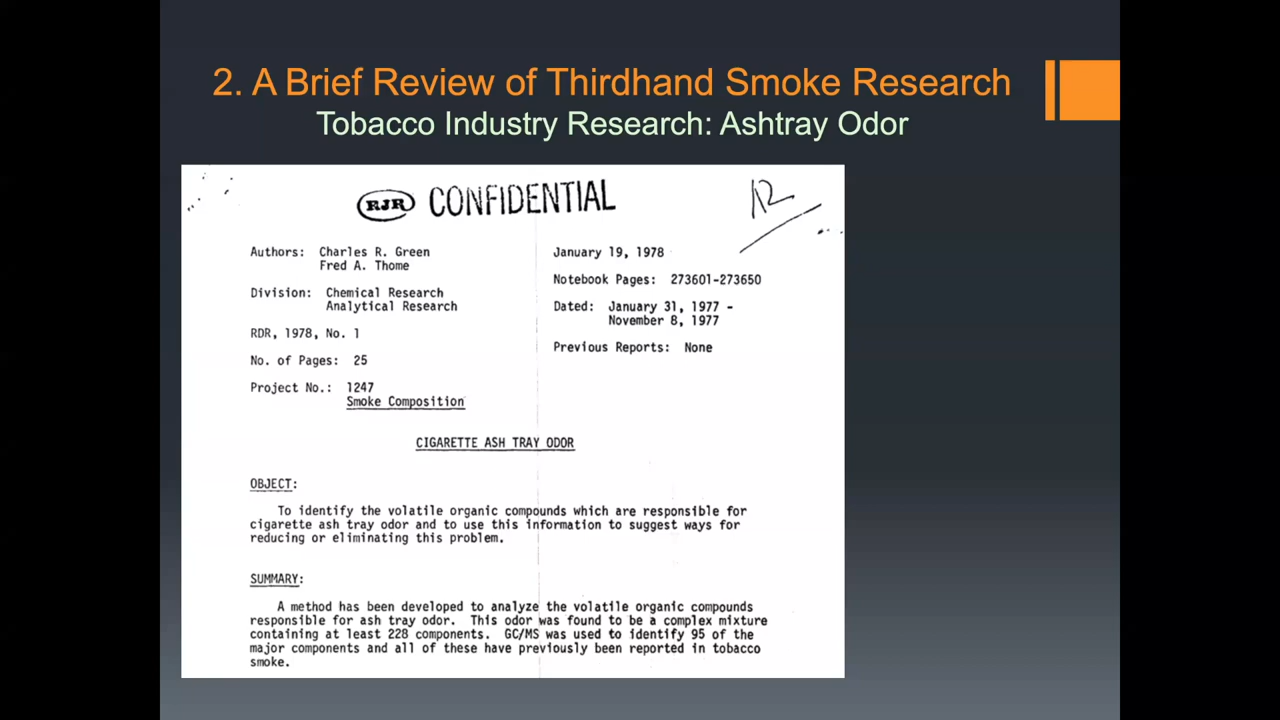 2. A Brief Review of Thirdhand Smoke Research
Tobacco Industry Research: Ashtray Odor
RJR CONFIDENTIAL
Authors: Charles R. Green
Fred A. Thome
Division: Chemical Research
Analytical Research
RDR, 1978, No. 1
No. of Pages: 25
Project No.: 1247
Smoke Composition
January 19, 1978
Notebook Pages: 273601-273650
Dated: January 31, 1977 -
November 8, 1977
Previous Reports: None
CIGARETTE ASH TRAY ODOR
OBJECT:
To identify the volatile organic compounds which are responsible for
cigarette ash tray odor and to use this information to suggest ways for
reducing or eliminating this problem.
SUMMARY:
A method has been developed to analyze the volatile organic compounds
responsible for ash tray odor. This odor was found to be a complex mixture
containing at least 228 components. GC/MS was used to identify 95 of the
major components and all of these have previously been reported in tobacco
smoke.